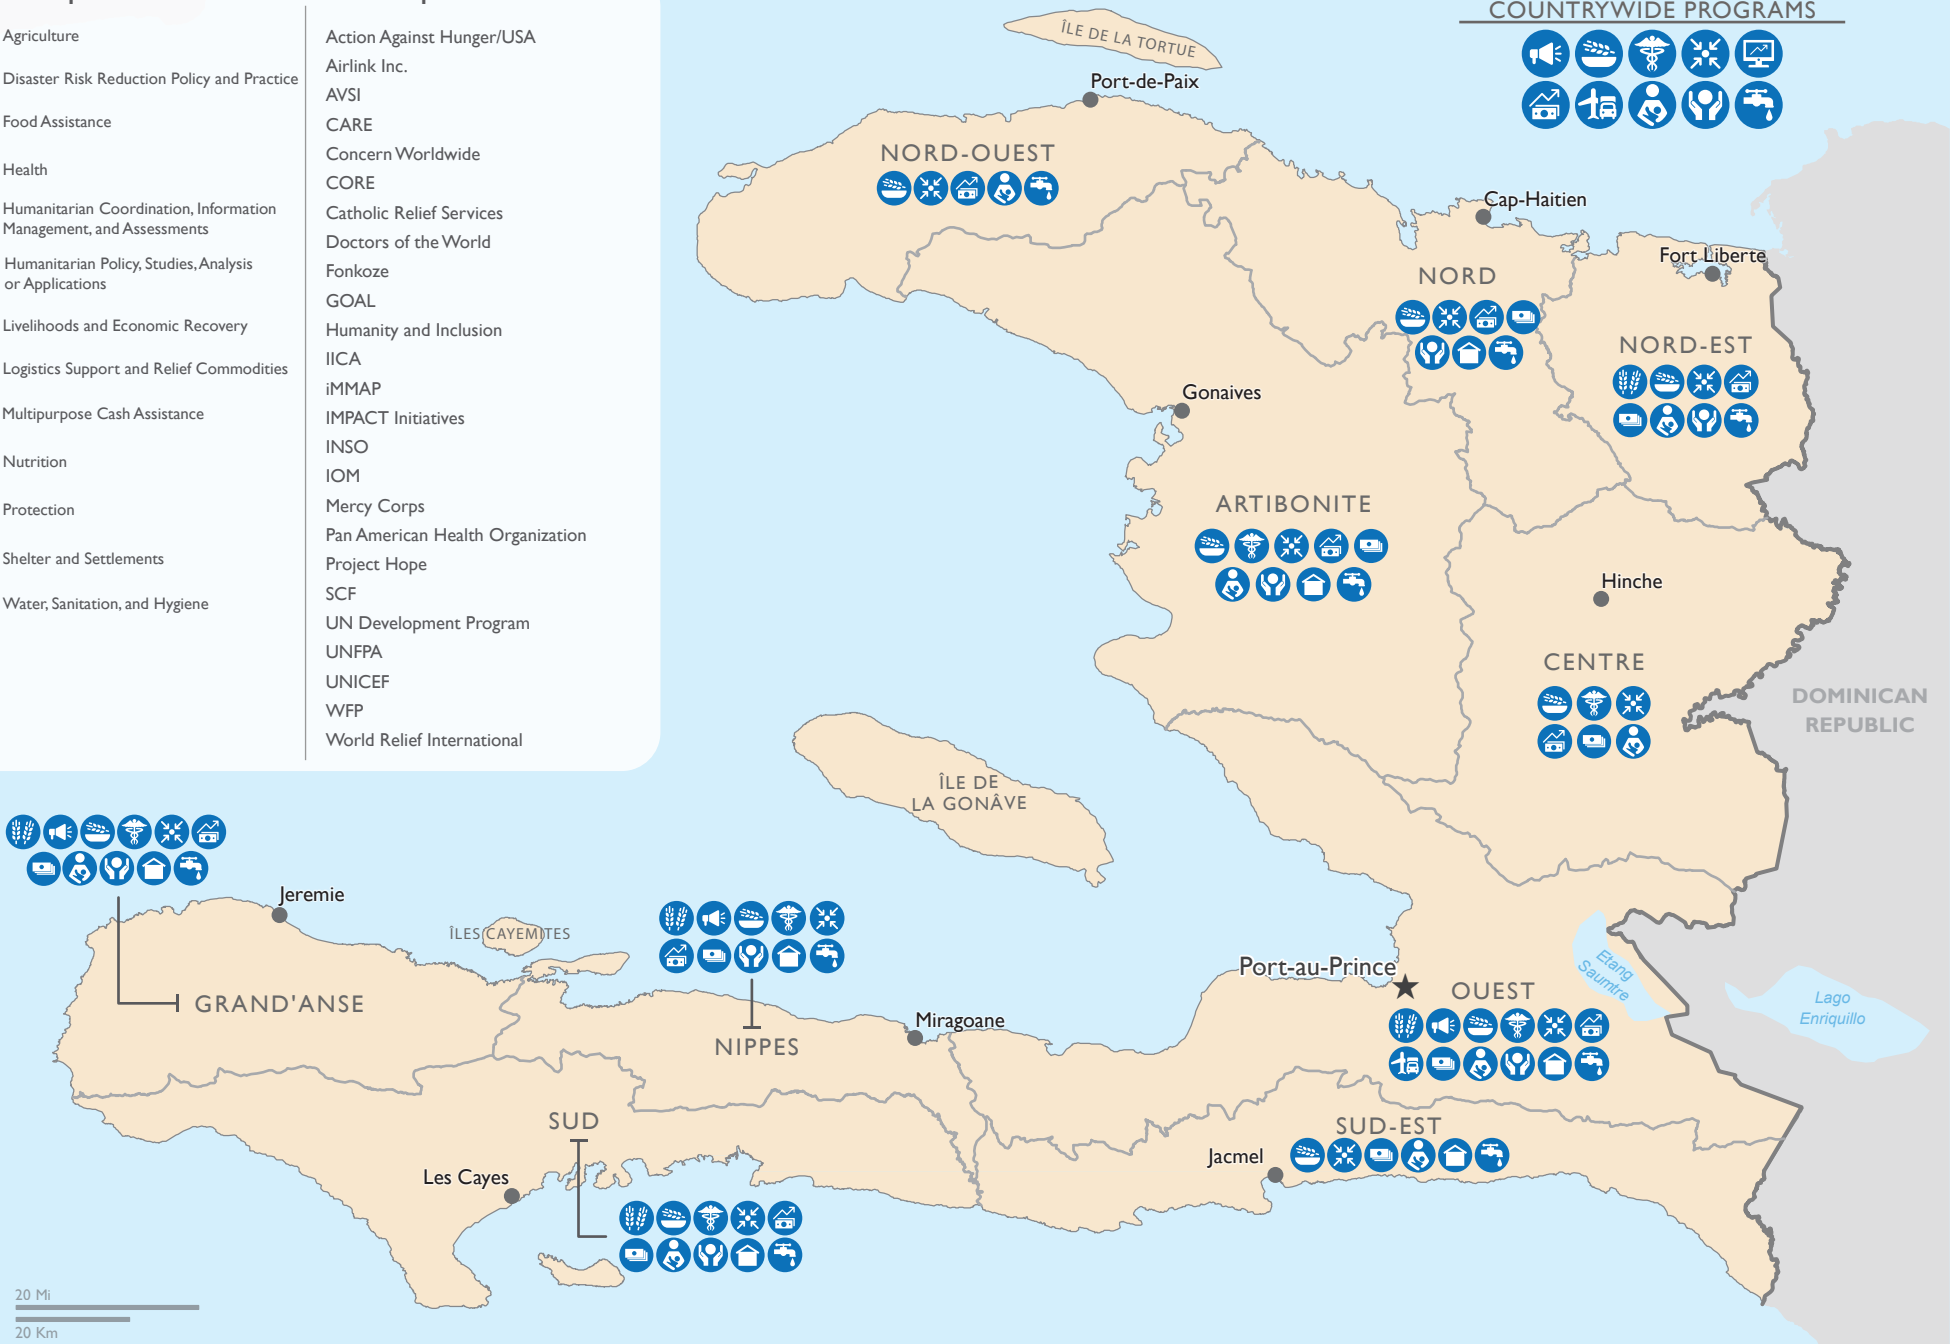 Agriculture
Disaster Risk Reduction Policy and Practice
Food Assistance
Health
Humanitarian Coordination, Information
Management, and Assessments
Humanitarian Policy, Studies, Analysis
or Applications
Livelihoods and Economic Recovery
Logistics Support and Relief Commodities
Multipurpose Cash Assistance
Nutrition
Protection
Shelter and Settlements
Water, Sanitation, and Hygiene
Action Against Hunger/USA
Airlink Inc.
AVSI
CARE
Concern Worldwide
CORE
Catholic Relief Services
Doctors of the World
Fonkoze
GOAL
Humanity and Inclusion
IICA
iMMAP
IMPACT Initiatives
INSO
IOM
Mercy Corps
Pan American Health Organization
Project Hope
SCF
UN Development Program
UNFPA
UNICEF
WFP
World Relief International
COUNTRYWIDE PROGRAMS
ÎLE DE LA TORTUE
Port-de-Paix
NORD-OUEST
Cap-Haitien
Fort Liberte
NORD
NORD-EST
Gonaives
ARTIBONITE
Hinche
CENTRE
DOMINICAN
REPUBLIC
ÎLE DE
LA GONÂVE
Jeremie
ÎLES CAYEMITES
GRAND'ANSE
NIPPES
Miragoane
Port-au-Prince
OUEST
Etang
Saumtre
Lago
Enriquillo
SUD
SUD-EST
Jacmel
Les Cayes
20 Mi
20 Km